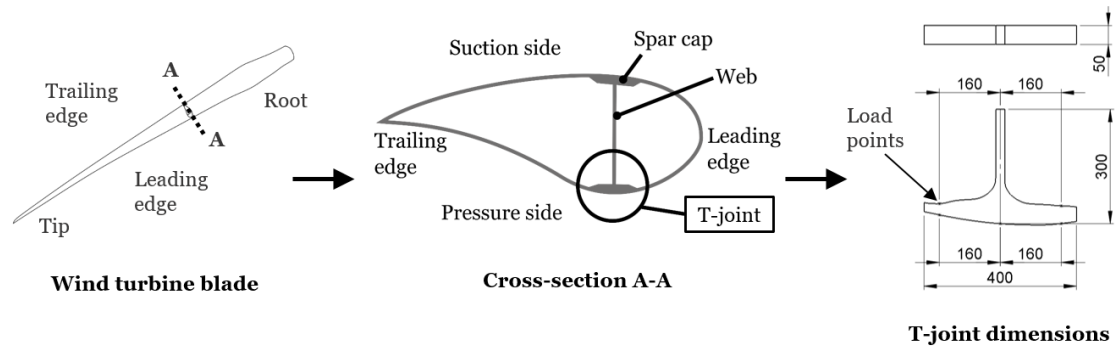 Trailing
edge
A
A
Root
Leading
edge
Tip
Wind turbine blade
Suction side
Spar cap
Web
Trailing
edge
Leading
edge
Pressure side
T-joint
Cross-section A-A
50
160
160
Load
points
300
160
160
400
T-joint dimensions